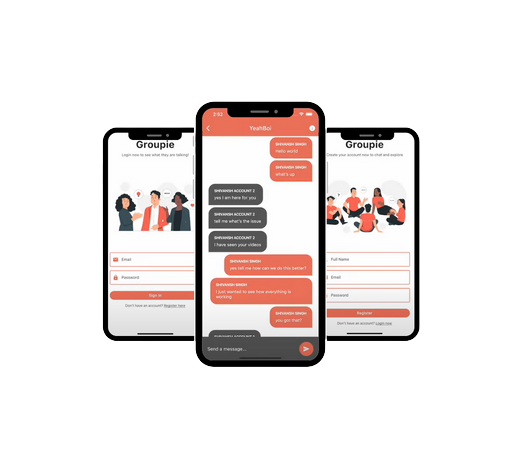 Groupie
Login now to see what they are talking!
Email
Password
Sign in
Don't have an account? Register here
2:52
YeahBoi
SHIVANSH SINGH
Hello world
SHIVANSH SINGH
what's up
SHIVANSH ACCOUNT 2
yes I am here for you
SHIVANSH ACCOUNT 2
tell me what's the issue
SHIVANSH ACCOUNT 2
I have seen your videos
SHIVANSH SINGH
yes tell me how can we do this better?
SHIVANSH SINGH
I just wanted to see how everything is
working
SHIVANSH SINGH
you got that?
SHIVANSH ACCOUNT 2
Send a message...
Groupie
Create your account now to chat and explore
Full Name
Email
Password
Register
Don't have an account? Login now